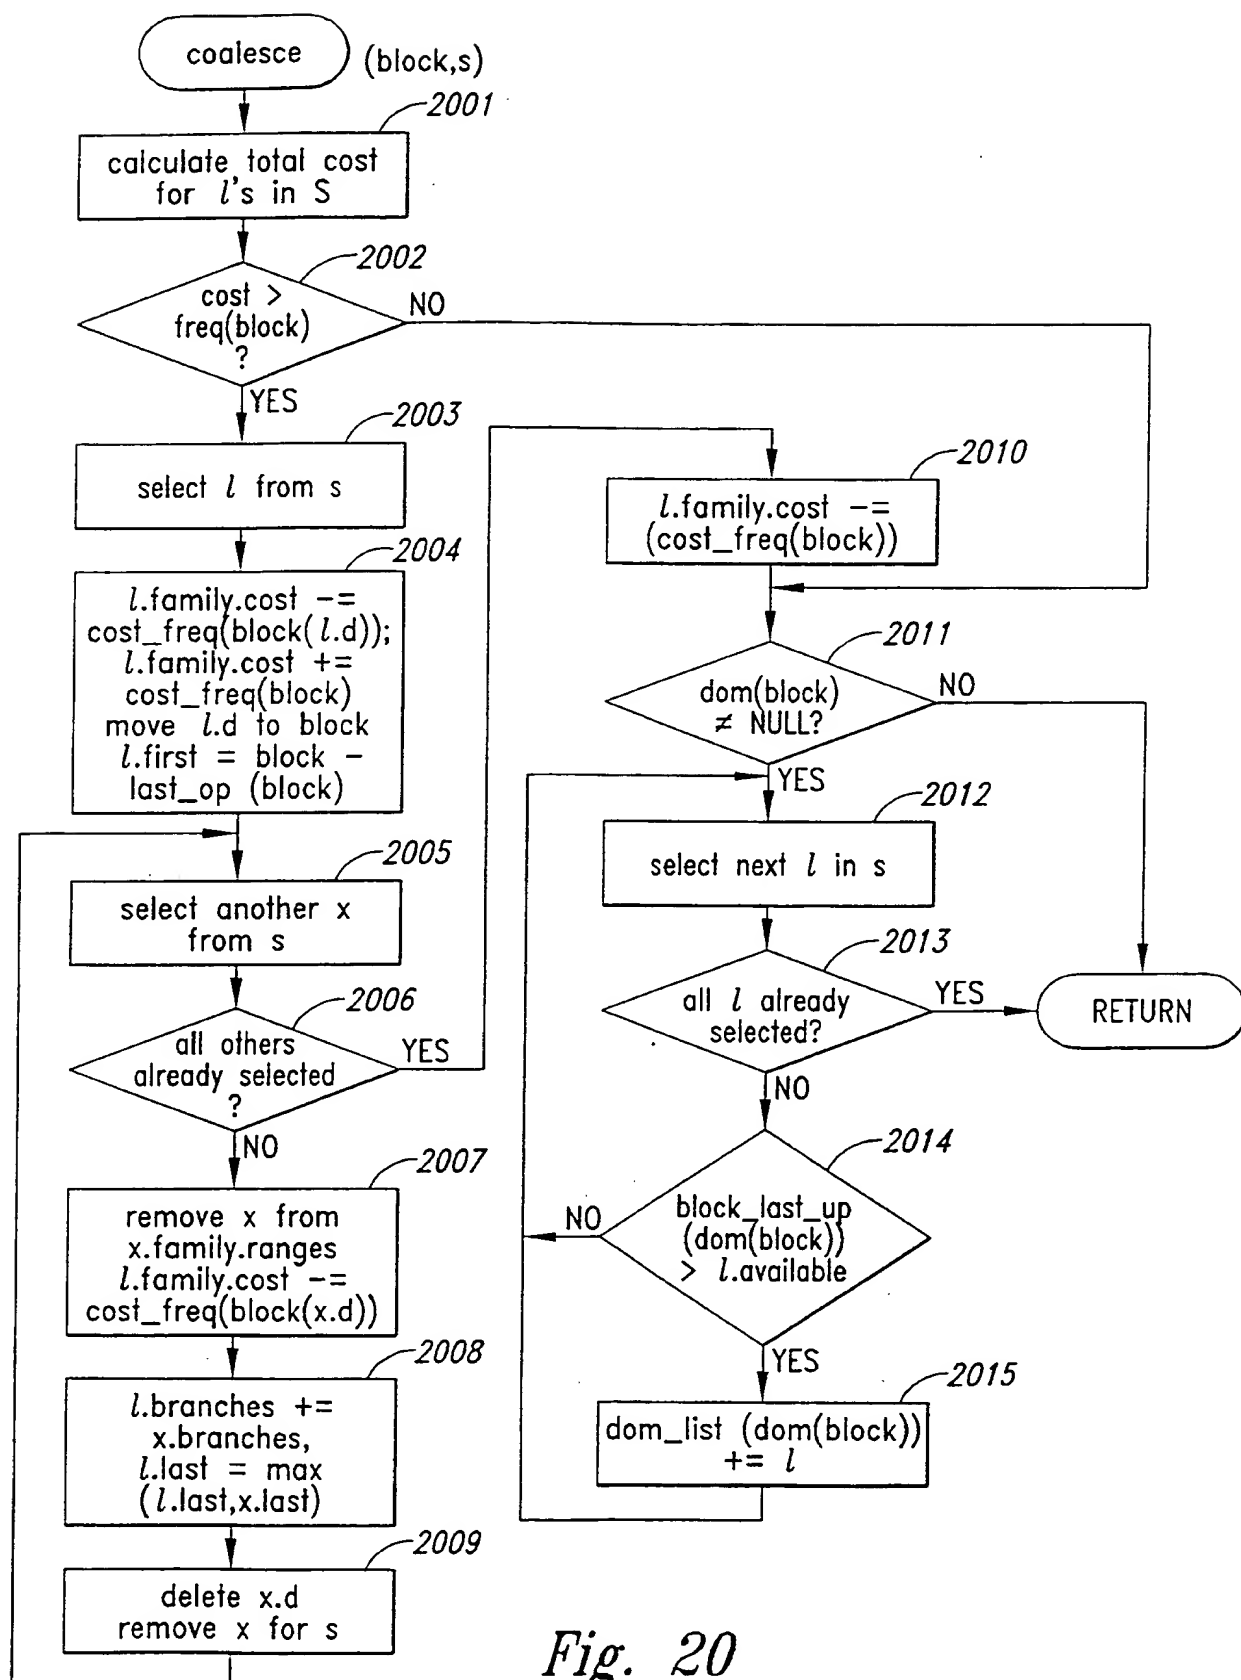 coalesce
(block,s)
2001
calculate total cost
for l's in S
2002
cost >
freq(block)
?
NO
YES
2003
select l from s
2004
l.family.cost -=
cost_freq(block(l.d));
l.family.cost +=
cost_freq(block)
move l.d to block
l.first = block -
last_op (block)
2005
select another x
from s
2006
all others
already selected
?
YES
NO
2007
remove x from
x.family.ranges
l.family.cost -=
cost_freq(block(x.d))
2008
l.branches +=
x.branches,
l.last = max
(l.last,x.last)
2009
delete x.d
remove x for s
2010
l.family.cost -=
(cost_freq(block))
2011
dom(block)
≠ NULL?
NO
YES
2012
select next l in s
2013
all l already
selected?
YES
RETURN
NO
2014
block_last_up
(dom(block))
> l.available
NO
YES
2015
dom_list (dom(block))
+= l
Fig. 20